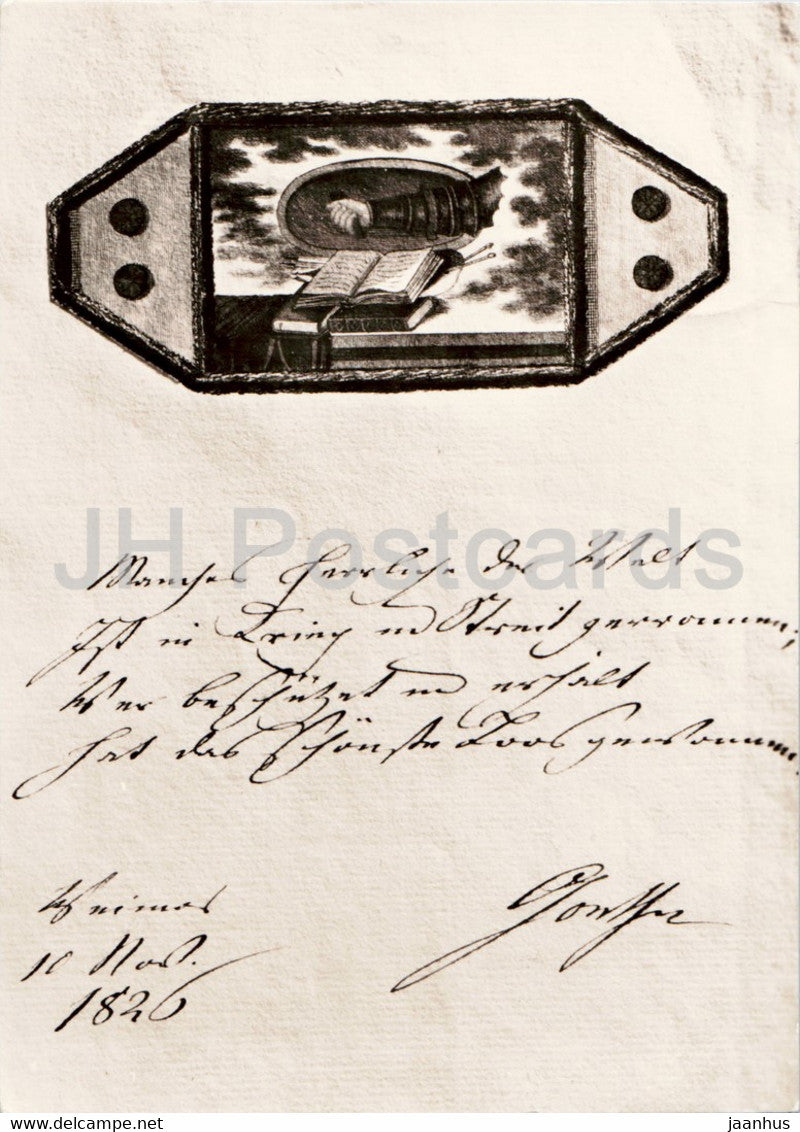 JH Postcards
Manches Herrliche der Welt
Ist in Krieg und Streit zerronnen;
Wer beschützet und erhält
Hat das schönste Loos gewonnen.
Weimar
10 Nov.
1826
Goethe
www.delcampe.net
jaanhus